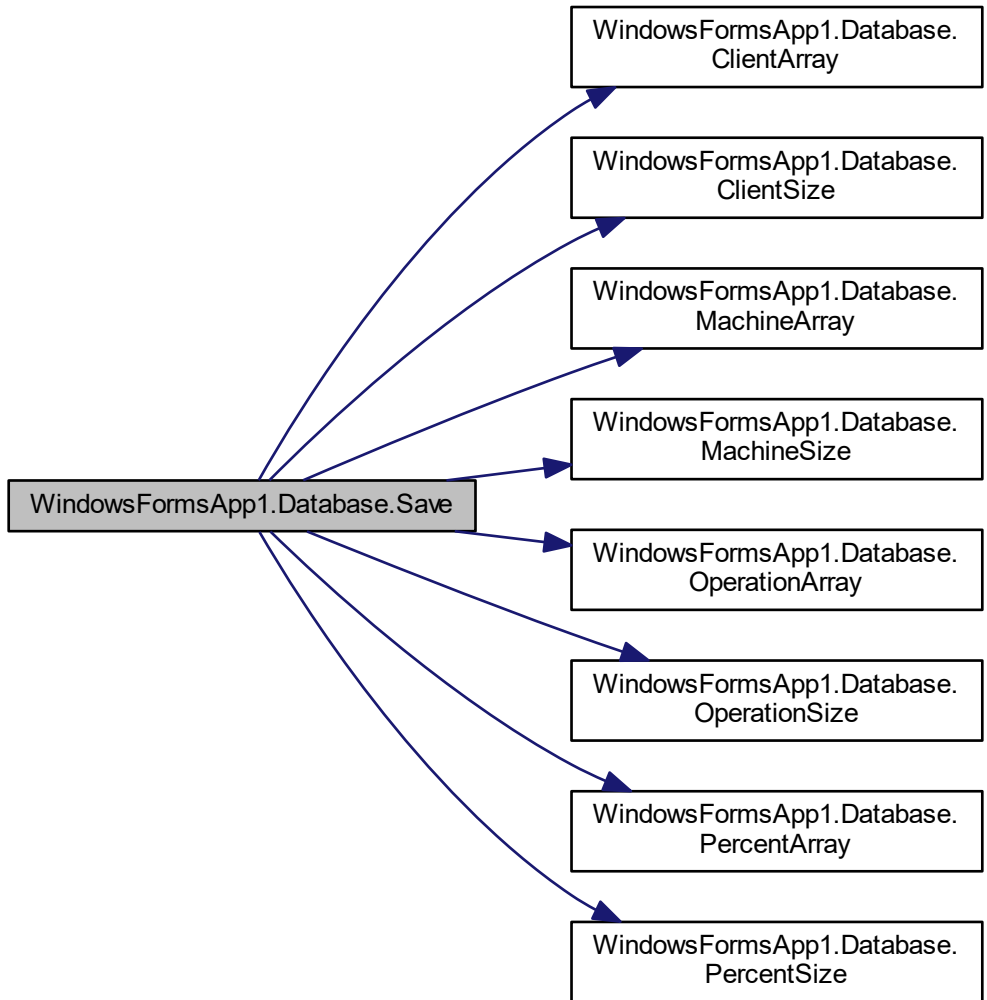 WindowsFormsApp1.Database.
ClientArray
WindowsFormsApp1.Database.
ClientSize
WindowsFormsApp1.Database.
MachineArray
WindowsFormsApp1.Database.
MachineSize
WindowsFormsApp1.Database.Save
WindowsFormsApp1.Database.
OperationArray
WindowsFormsApp1.Database.
OperationSize
WindowsFormsApp1.Database.
PercentArray
WindowsFormsApp1.Database.
PercentSize